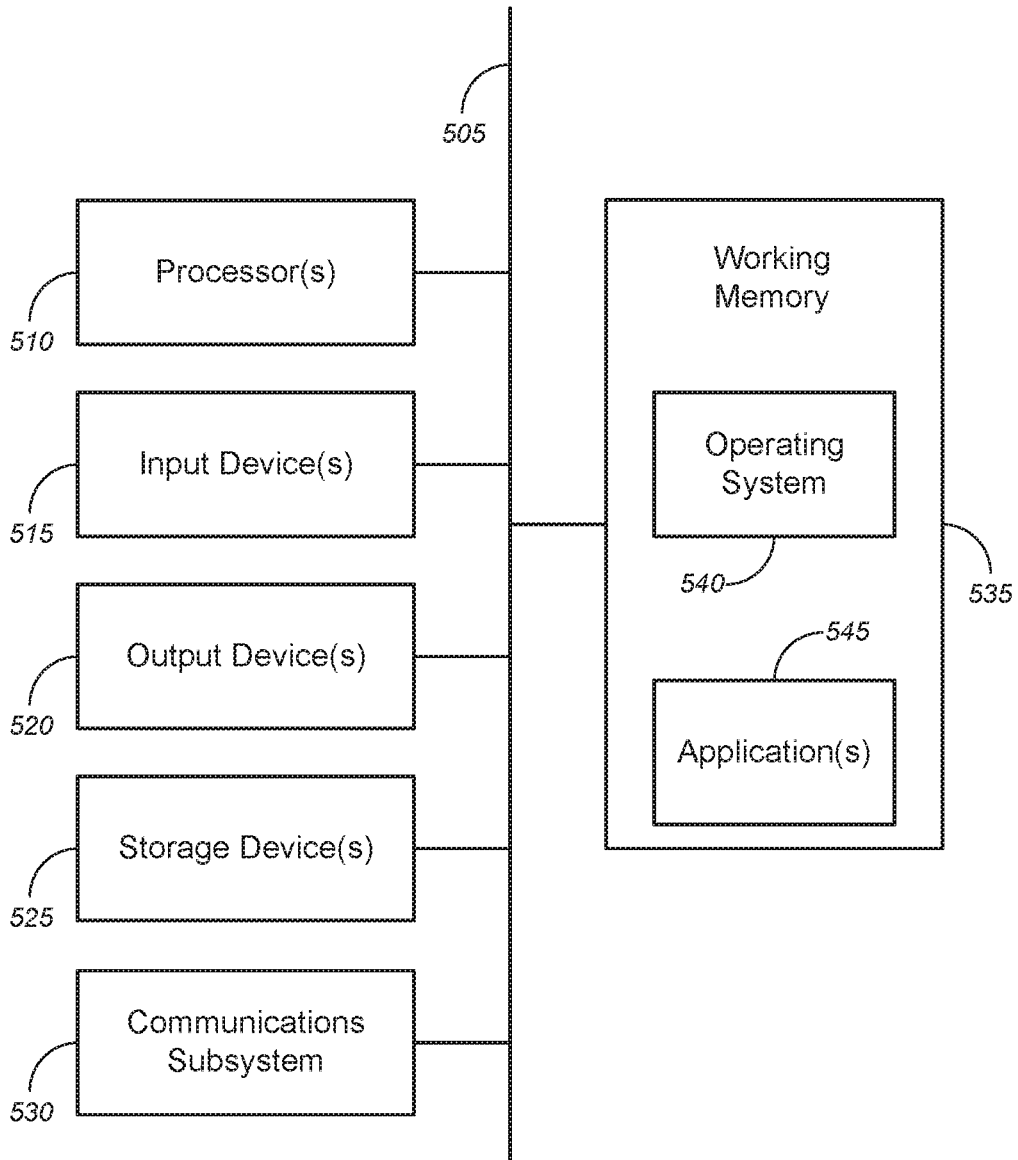 505
Processor(s)
510
Input Device(s)
515
Output Device(s)
520
Storage Device(s)
525
Communications
Subsystem
530
Working
Memory
Operating
System
540
535
545
Application(s)